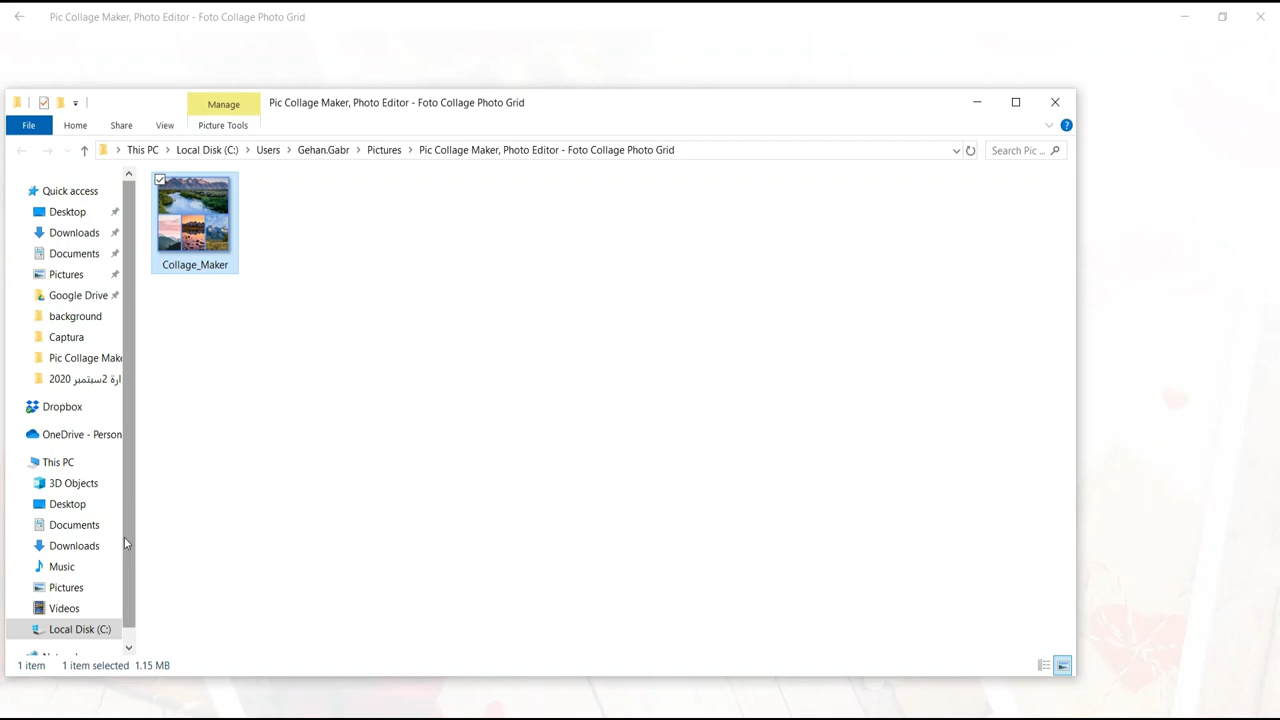 Pic Collage Maker, Photo Editor - Foto Collage Photo Grid
Manage
Pic Collage Maker, Photo Editor - Foto Collage Photo Grid
File
Home
Share
View
Picture Tools
This PC
Local Disk (C:)
Users
Gehan.Gabr
Pictures
Pic Collage Maker, Photo Editor - Foto Collage Photo Grid
Search Pic ...
Quick access
Desktop
Downloads
Documents
Pictures
Google Drive
background
Captura
Pic Collage Make
ارة 2سبتمبر 2020
Dropbox
OneDrive - Person
This PC
3D Objects
Desktop
Documents
Downloads
Music
Pictures
Videos
Local Disk (C:)
Collage_Maker
1 item
1 item selected
1.15 MB